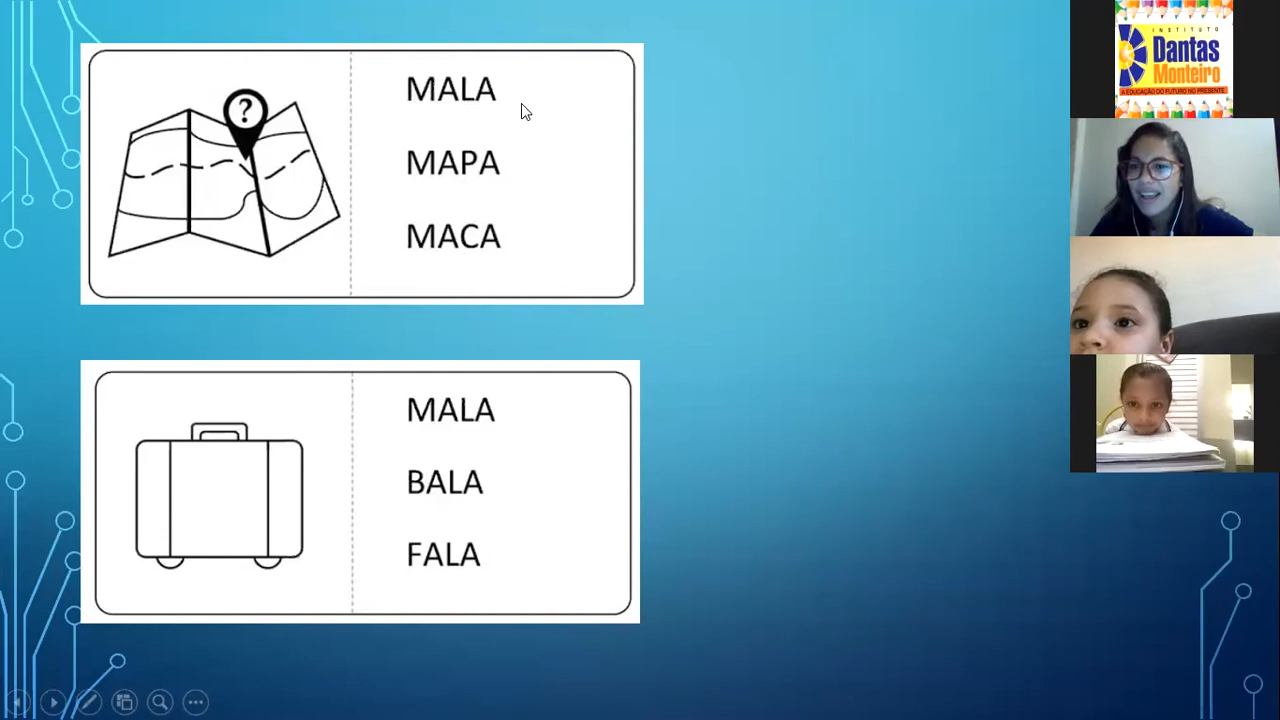 MALA
MAPA
MACA
MALA
BALA
FALA
INSTITUTO
Dantas
Monteiro
A EDUCAÇÃO DO FUTURO NO PRESENTE
?